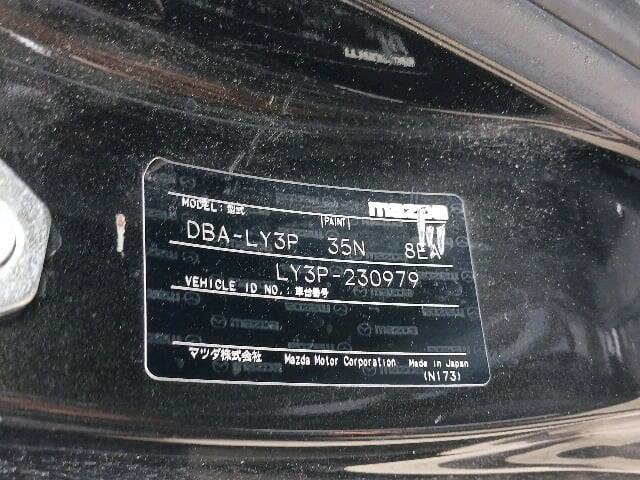 MODEL:型式 PAINT mazda
DBA-LY3P 35N 8EA
LY3P-230979
VEHICLE ID NO.:車台番号
マツダ株式会社 Mazda Motor Corporation Made in Japan
(N173)